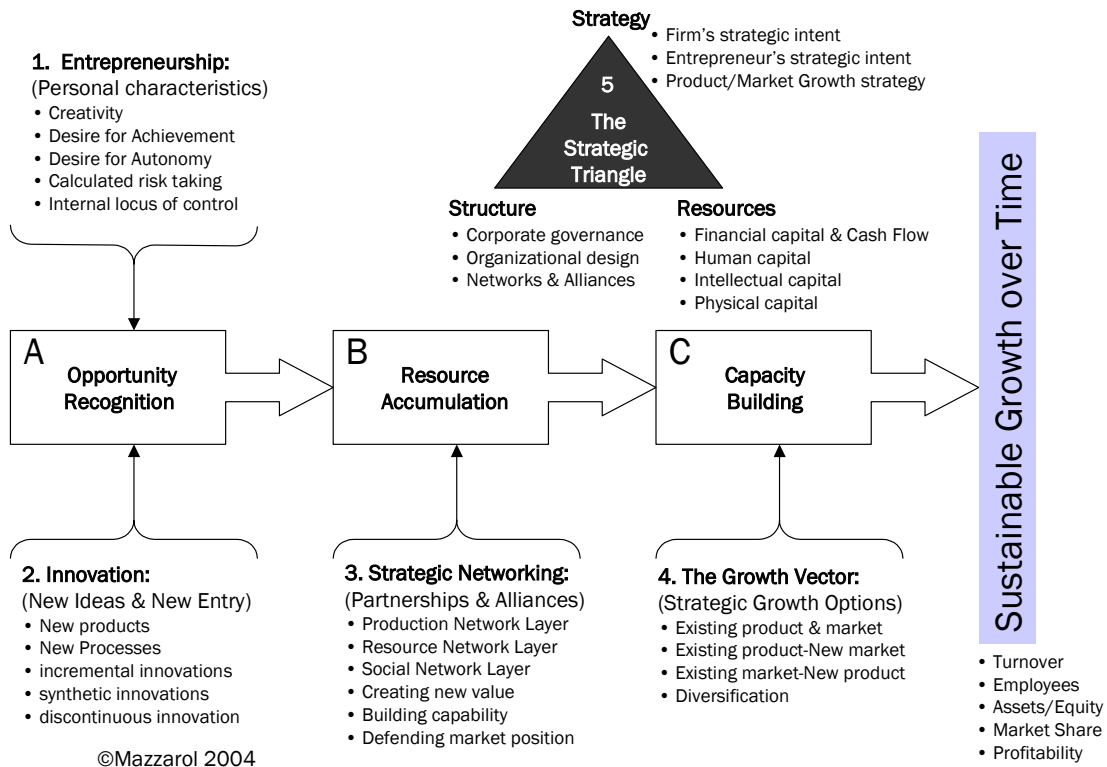 1. Entrepreneurship:
(Personal characteristics)
• Creativity
• Desire for Achievement
• Desire for Autonomy
• Calculated risk taking
• Internal locus of control
Strategy
• Firm's strategic intent
• Entrepreneur's strategic intent
• Product/Market Growth strategy
5
The
Strategic
Triangle
Structure
• Corporate governance
• Organizational design
• Networks & Alliances
Resources
• Financial capital & Cash Flow
• Human capital
• Intellectual capital
• Physical capital
A
Opportunity
Recognition
B
Resource
Accumulation
C
Capacity
Building
Sustainable Growth over Time
2. Innovation:
(New Ideas & New Entry)
• New products
• New Processes
• incremental innovations
• synthetic innovations
• discontinuous innovation
3. Strategic Networking:
(Partnerships & Alliances)
• Production Network Layer
• Resource Network Layer
• Social Network Layer
• Creating new value
• Building capability
• Defending market position
4. The Growth Vector:
(Strategic Growth Options)
• Existing product & market
• Existing product-New market
• Existing market-New product
• Diversification
• Turnover
• Employees
• Assets/Equity
• Market Share
• Profitability
©Mazzarol 2004